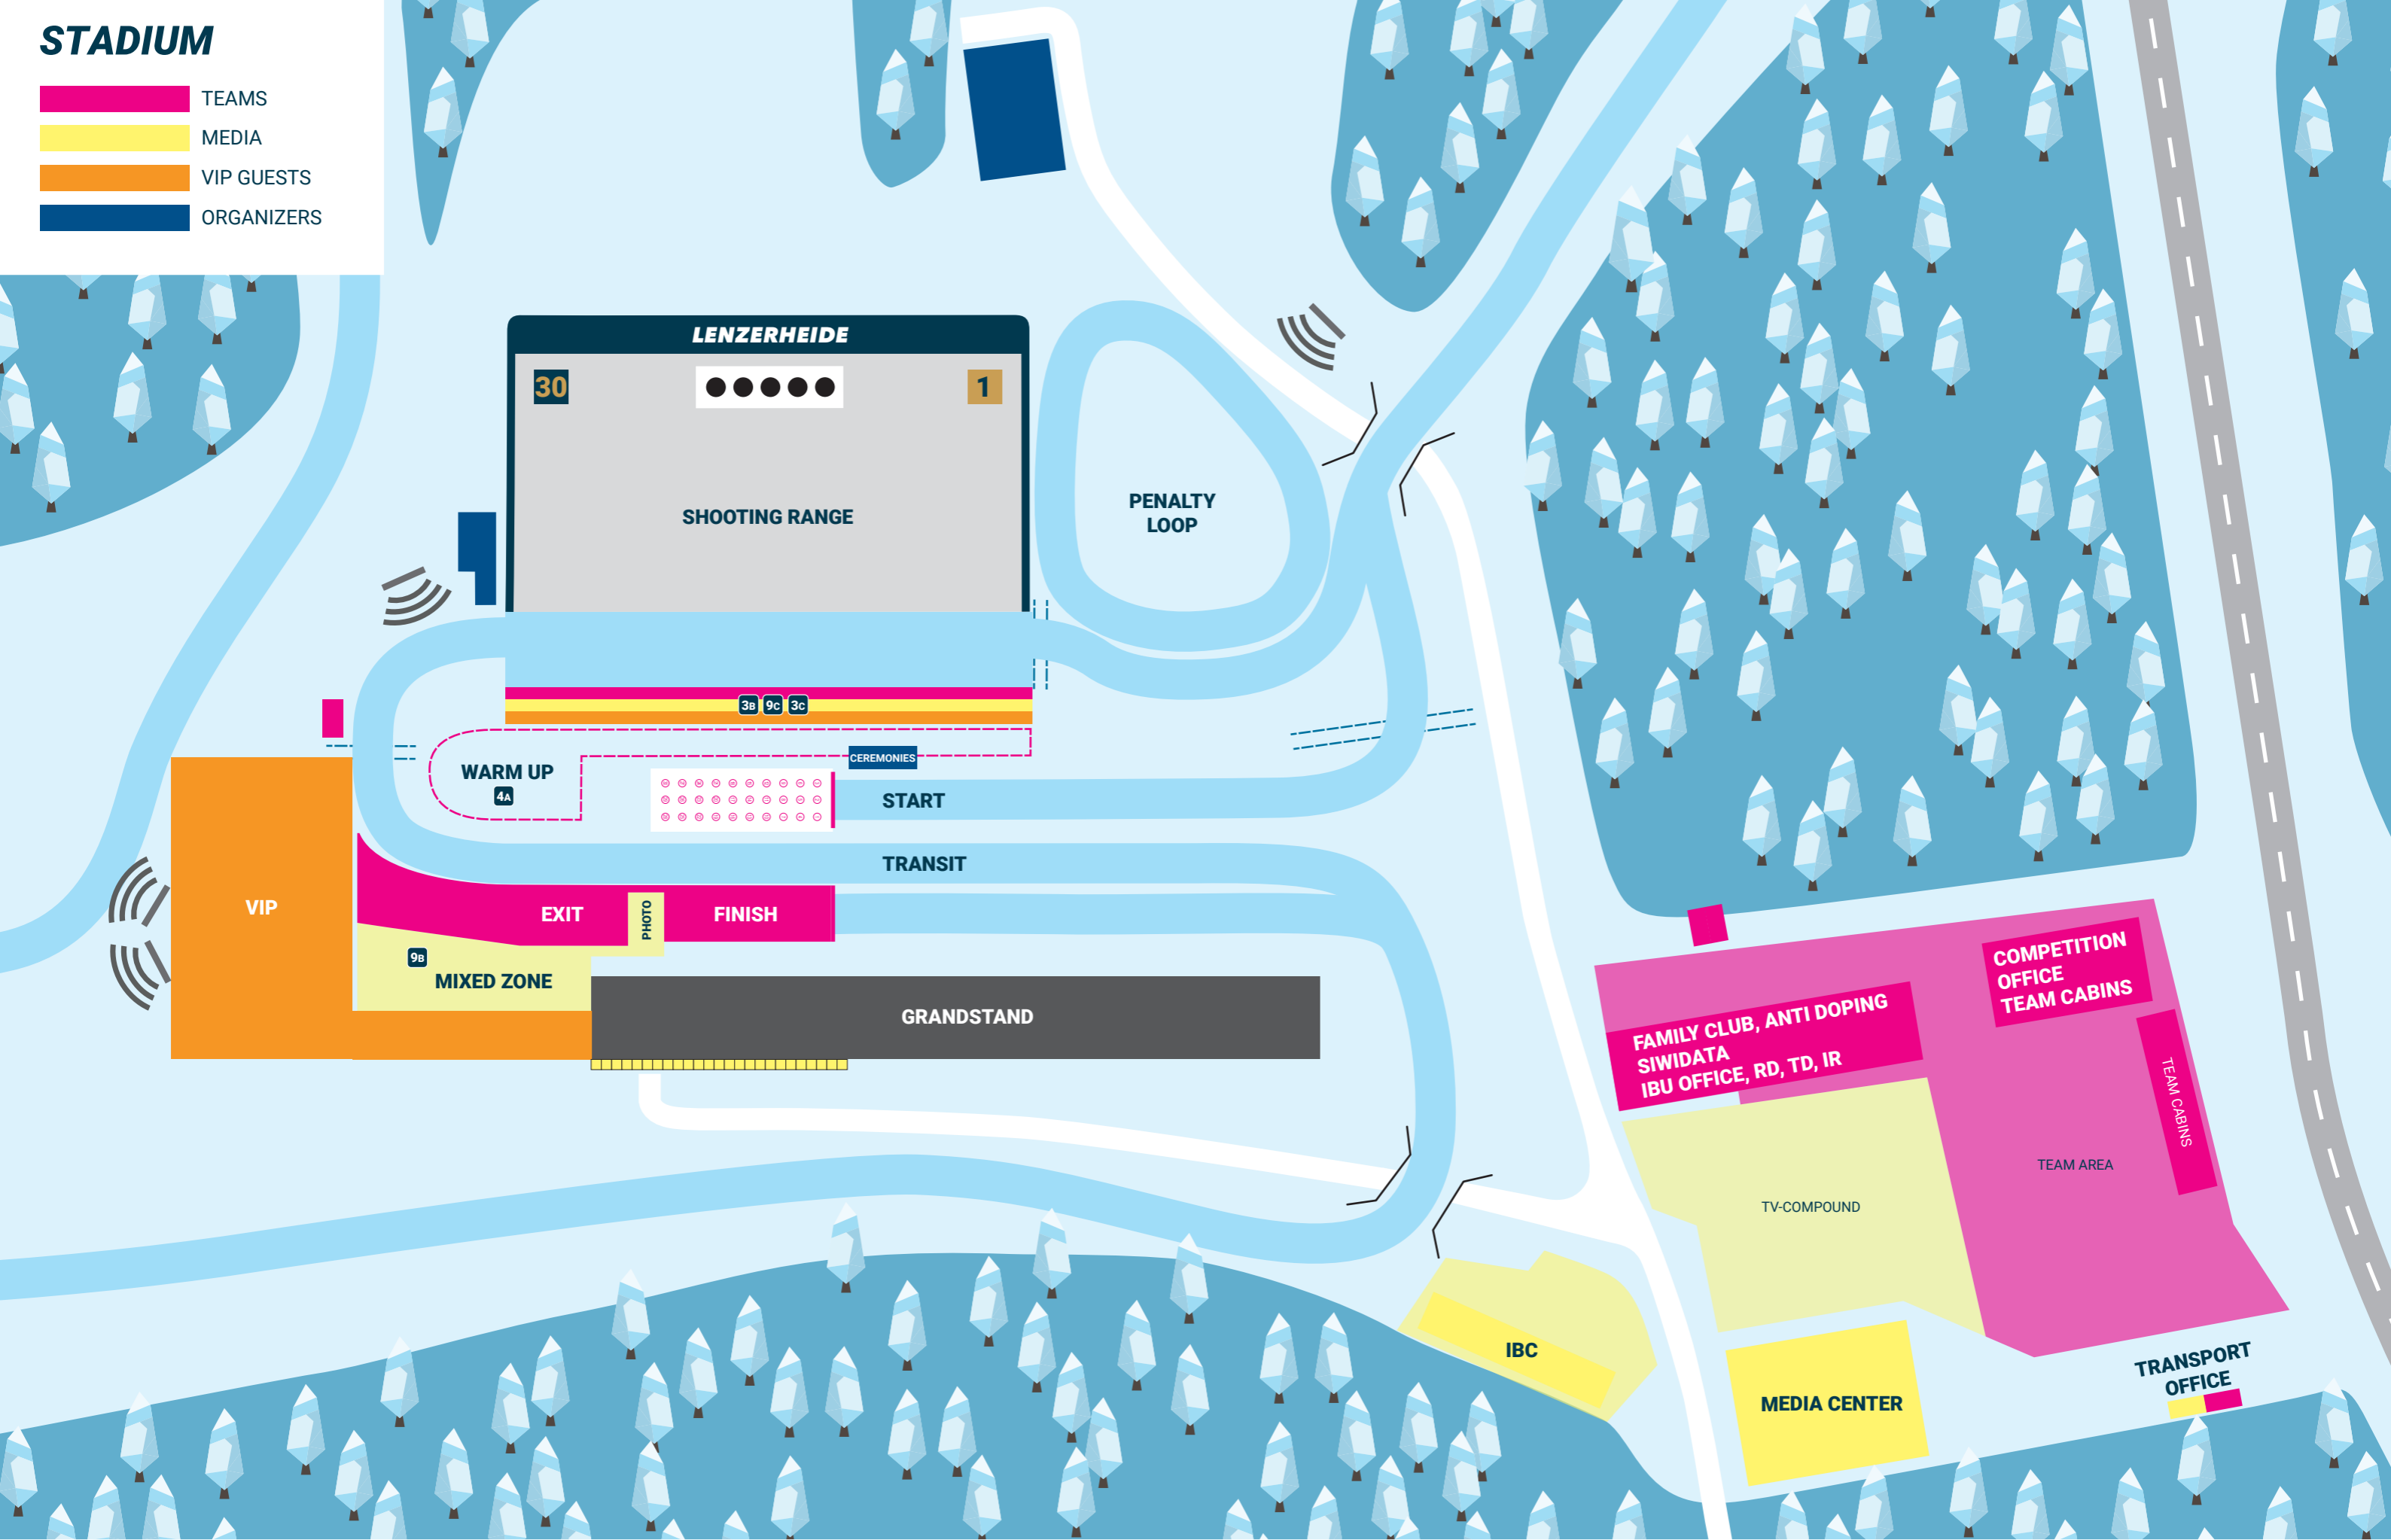 STADIUM
TEAMS
MEDIA
VIP GUESTS
ORGANIZERS
LENZERHEIDE
30
1
SHOOTING RANGE
PENALTY
LOOP
3B 9C 3C
CEREMONIES
WARM UP
4A
START
TRANSIT
VIP
EXIT
PHOTO
FINISH
9B
MIXED ZONE
GRANDSTAND
COMPETITION
OFFICE
TEAM CABINS
FAMILY CLUB, ANTI DOPING
SIWIDATA
IBU OFFICE, RD, TD, IR
TEAM CABINS
TEAM AREA
TV-COMPOUND
IBC
MEDIA CENTER
TRANSPORT
OFFICE